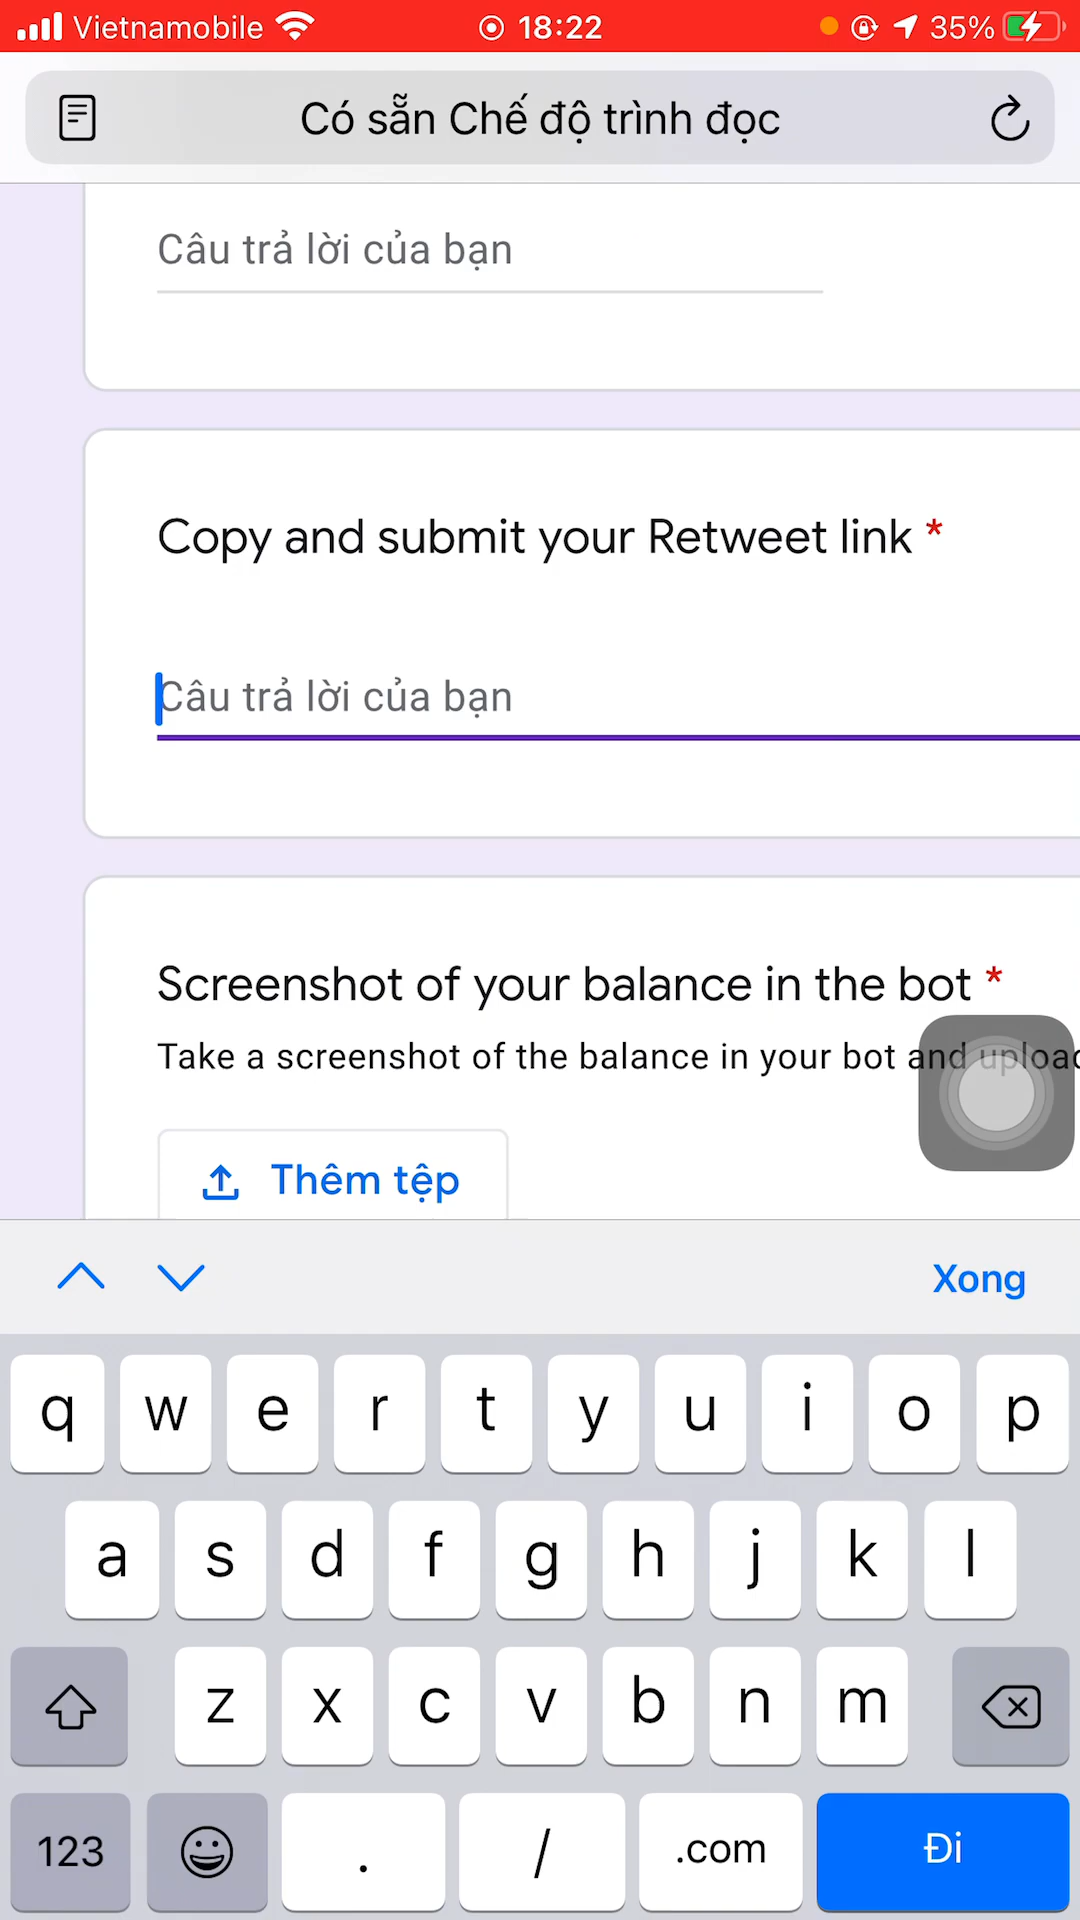 Vietnamobile 18:22 35%
Có sẵn Chế độ trình đọc
Câu trả lời của bạn
Copy and submit your Retweet link *
Câu trả lời của bạn
Screenshot of your balance in the bot *
Take a screenshot of the balance in your bot and upload
Thêm tệp
Xong
q w e r t y u i o p
a s d f g h j k l
z x c v b n m
123 . / .com Đi